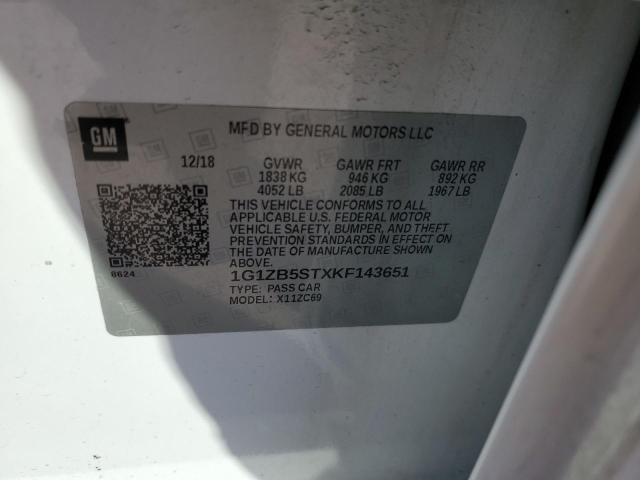 GM
MFD BY GENERAL MOTORS LLC
12/18 GVWR GAWR FRT GAWR RR
1838 KG 946 KG 892 KG
4052 LB 2085 LB 1967 LB
THIS VEHICLE CONFORMS TO ALL
APPLICABLE U.S. FEDERAL MOTOR
VEHICLE SAFETY, BUMPER, AND THEFT
PREVENTION STANDARDS IN EFFECT ON
THE DATE OF MANUFACTURE SHOWN
ABOVE.
8624
1G1ZB5STXKF143651
TYPE: PASS CAR
MODEL: X11ZC69